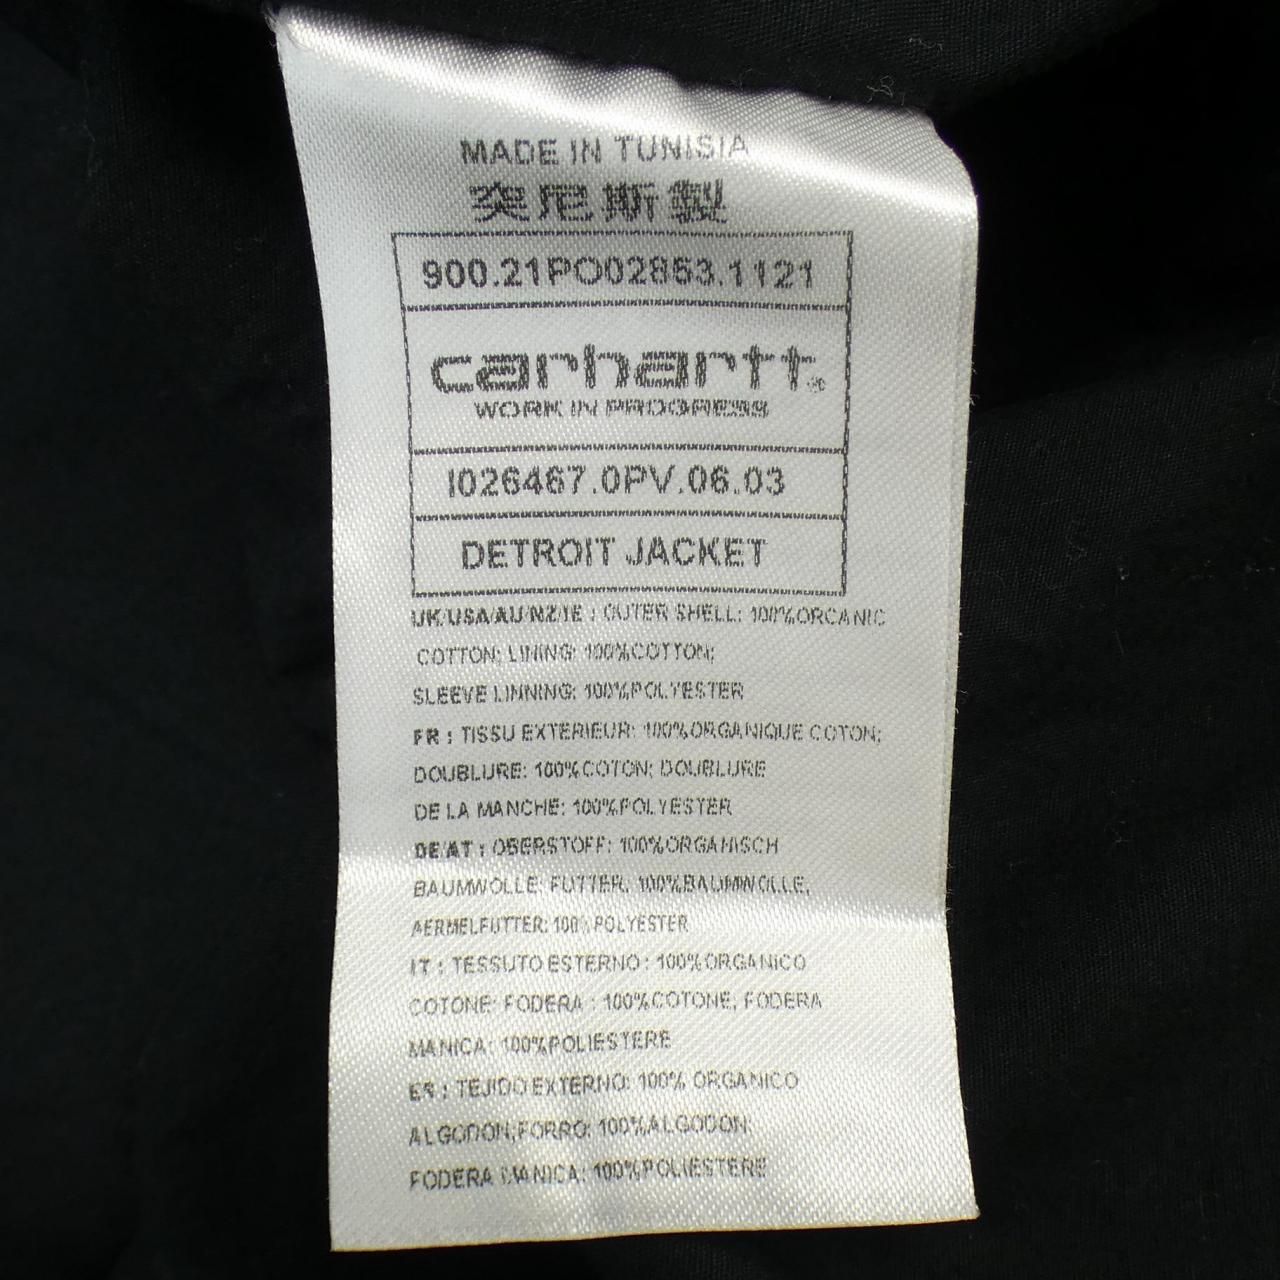 MADE IN TUNISIA
突尼斯製
900.21PO02853.1121
carhartt®
WORK IN PROGRESS
I026467.0PV.06.03
DETROIT JACKET
UK/USA/AU/NZ/IE : OUTER SHELL: 100%ORGANIC
COTTON; LINING: 100%COTTON;
SLEEVE LINNING: 100%POLYESTER
FR : TISSU EXTERIEUR: 100%ORGANIQUE COTON;
DOUBLURE: 100%COTON; DOUBLURE
DE LA MANCHE: 100%POLYESTER
DE/AT : OBERSTOFF: 100%ORGANISCH
BAUMWOLLE; FUTTER: 100%BAUMWOLLE;
AERMELFUTTER: 100%POLYESTER
IT : TESSUTO ESTERNO : 100%ORGANICO
COTONE; FODERA : 100%COTONE; FODERA
MANICA: 100%POLIESTERE
ES : TEJIDO EXTERNO: 100% ORGANICO
ALGODON;FORRO: 100%ALGODON;
FODERA MANICA: 100%POLIESTERE